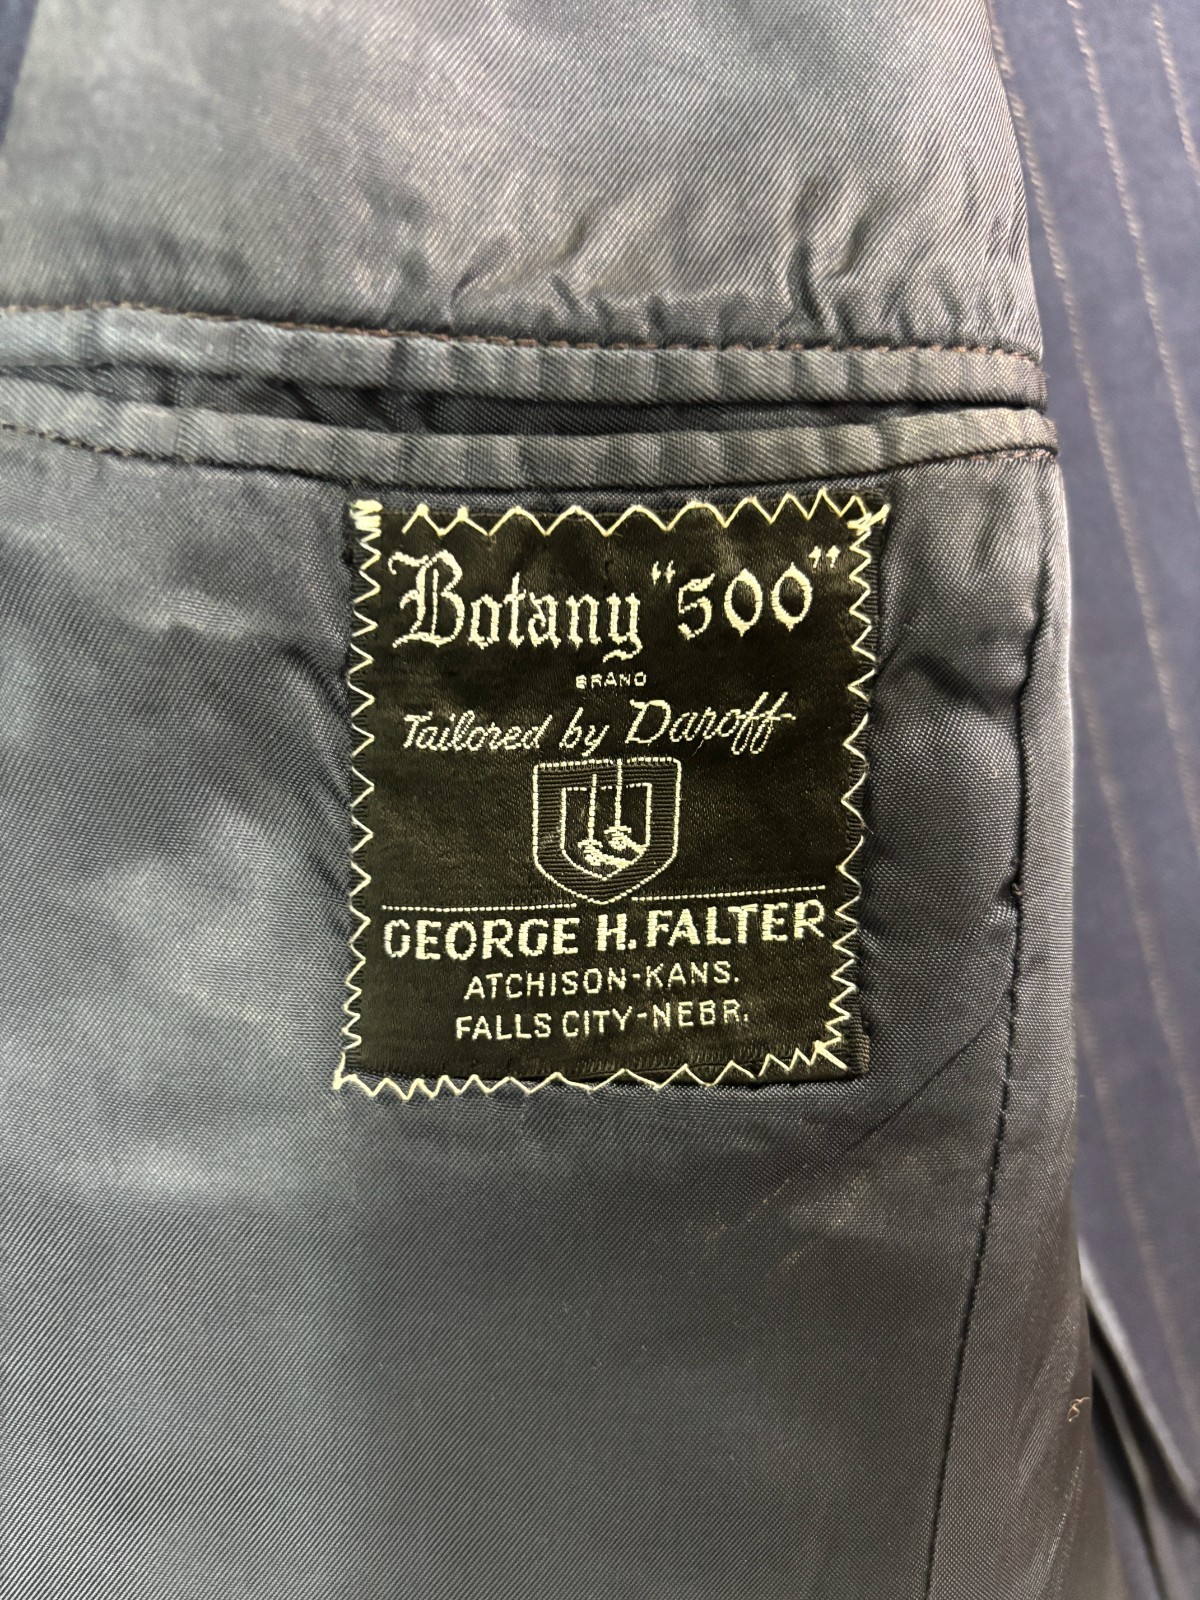 Botany "500"
BRAND
Tailored by Daroff
GEORGE H. FALTER
ATCHISON-KANS.
FALLS CITY-NEBR.